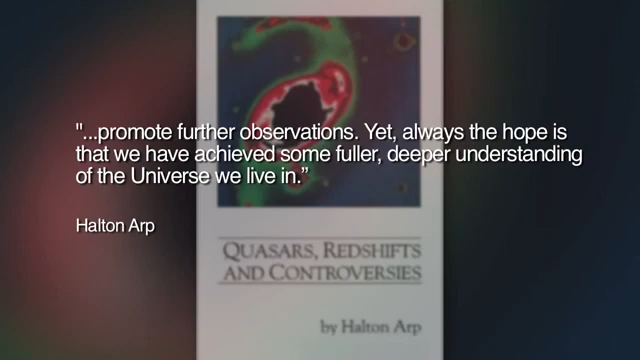 "...promote further observations. Yet, always the hope is
that we have achieved some fuller, deeper understanding
of the Universe we live in.”
Halton Arp
QUASARS, REDSHIFTS
AND CONTROVERSIES
by Halton Arp